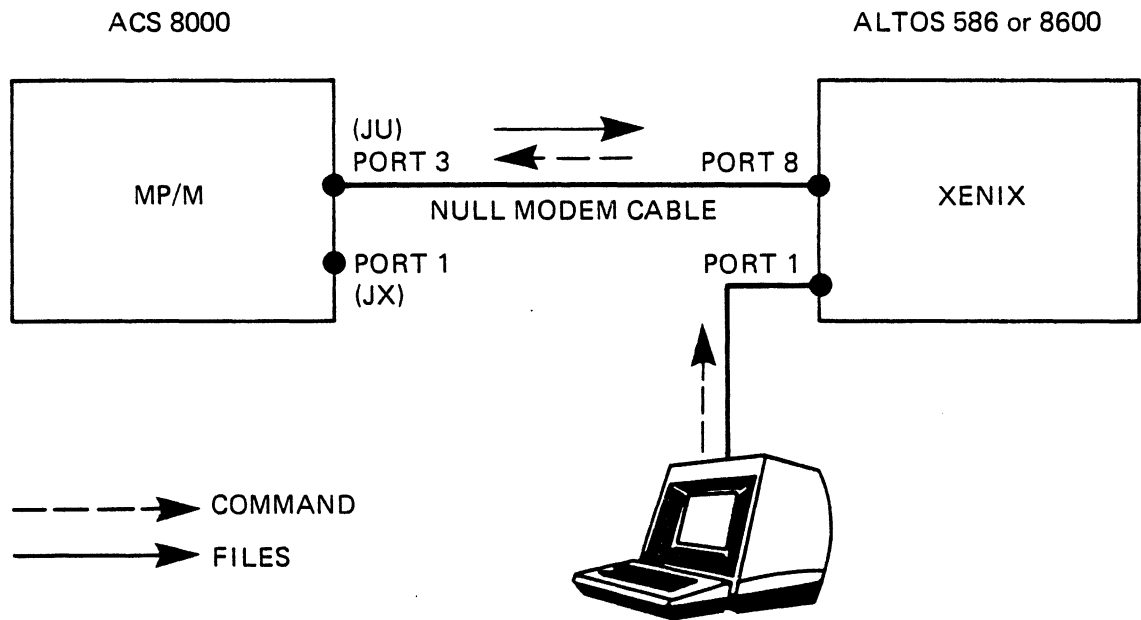 ACS 8000
ALTOS 586 or 8600
(JU)
PORT 3
PORT 8
MP/M
XENIX
NULL MODEM CABLE
PORT 1
(JX)
PORT 1
COMMAND
FILES